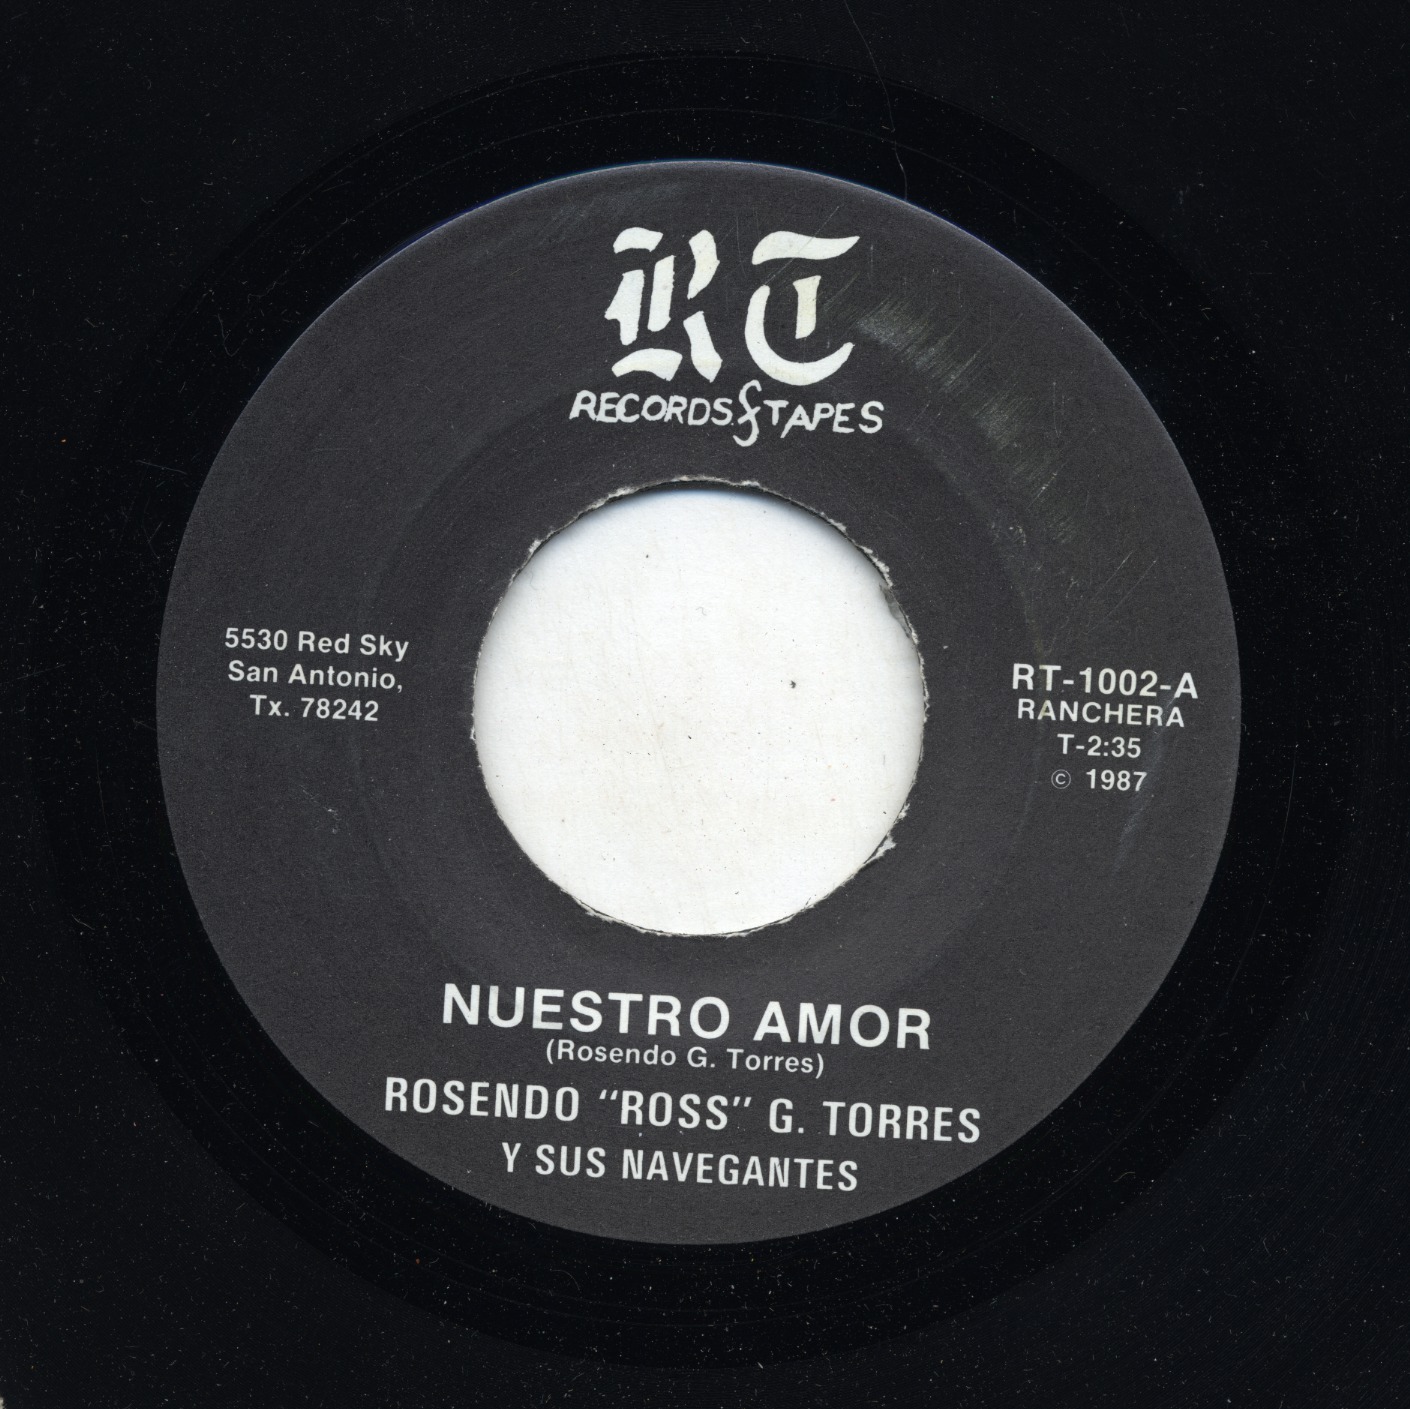 RT
RECORDS & TAPES
5530 Red Sky
San Antonio,
Tx. 78242
RT-1002-A
RANCHERA
T-2:35
© 1987
NUESTRO AMOR
(Rosendo G. Torres)
ROSENDO "ROSS" G. TORRES
Y SUS NAVEGANTES